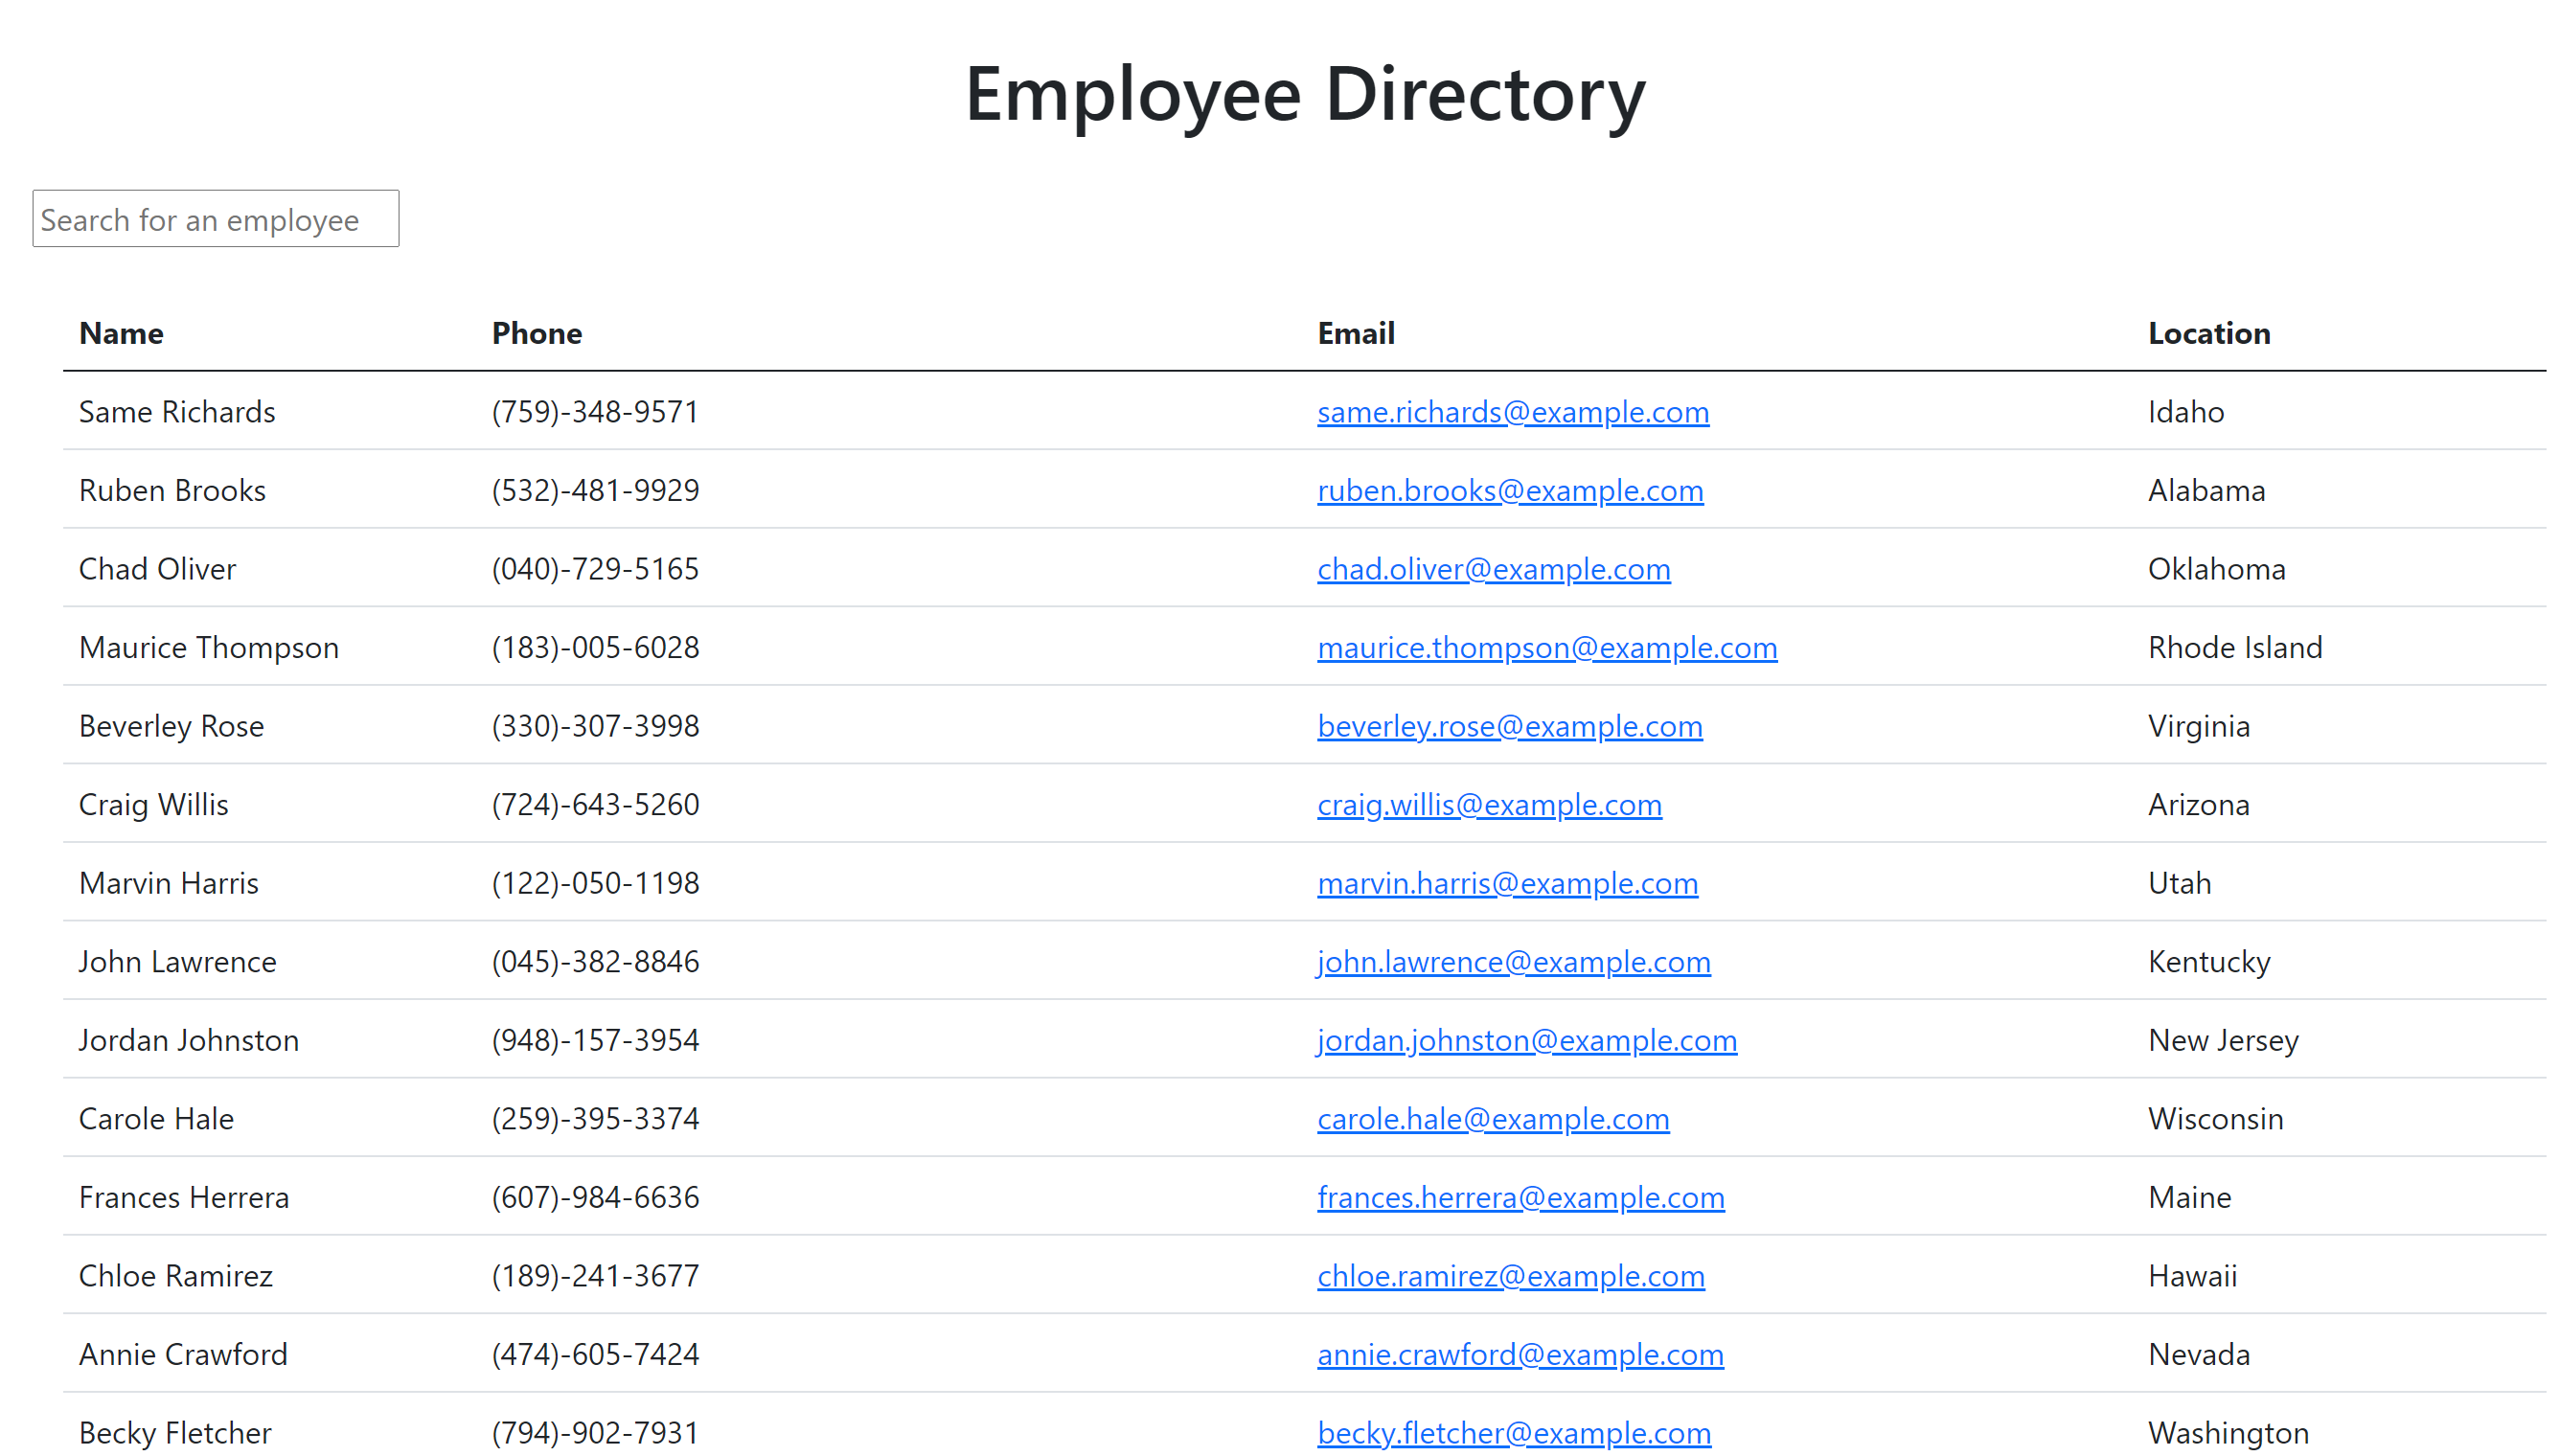 Employee Directory
Search for an employee
Name Phone Email Location
Same Richards (759)-348-9571 same.richards@example.com Idaho
Ruben Brooks (532)-481-9929 ruben.brooks@example.com Alabama
Chad Oliver (040)-729-5165 chad.oliver@example.com Oklahoma
Maurice Thompson (183)-005-6028 maurice.thompson@example.com Rhode Island
Beverley Rose (330)-307-3998 beverley.rose@example.com Virginia
Craig Willis (724)-643-5260 craig.willis@example.com Arizona
Marvin Harris (122)-050-1198 marvin.harris@example.com Utah
John Lawrence (045)-382-8846 john.lawrence@example.com Kentucky
Jordan Johnston (948)-157-3954 jordan.johnston@example.com New Jersey
Carole Hale (259)-395-3374 carole.hale@example.com Wisconsin
Frances Herrera (607)-984-6636 frances.herrera@example.com Maine
Chloe Ramirez (189)-241-3677 chloe.ramirez@example.com Hawaii
Annie Crawford (474)-605-7424 annie.crawford@example.com Nevada
Becky Fletcher (794)-902-7931 becky.fletcher@example.com Washington